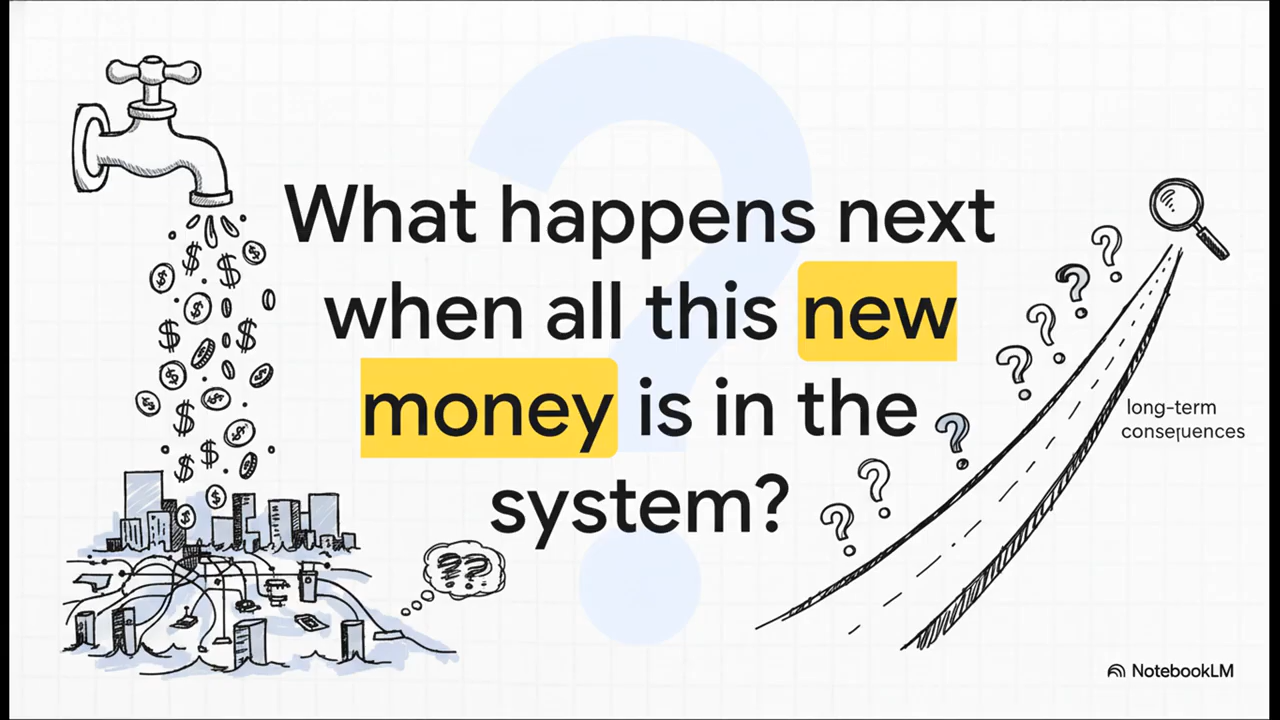 What happens next
when all this new
money is in the
system?
long-term
consequences
NotebookLM